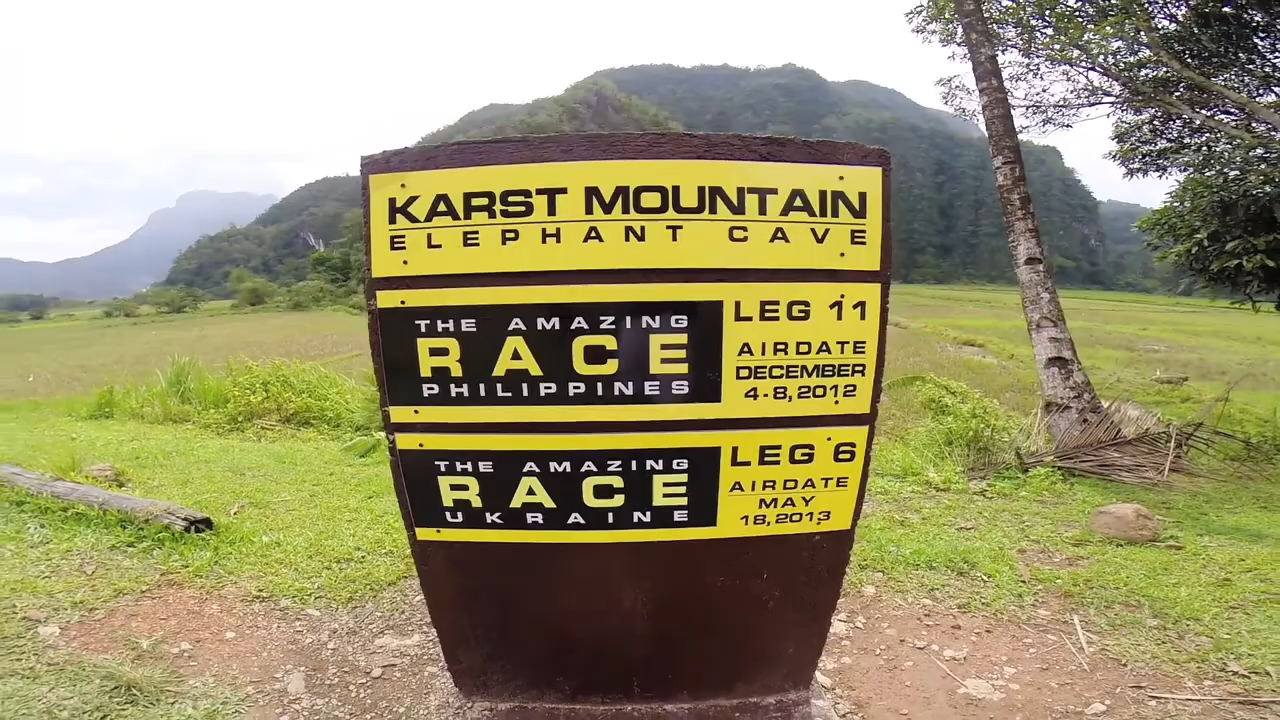 KARST MOUNTAIN
ELEPHANT CAVE
THE AMAZING
RACE
PHILIPPINES
LEG 11
AIRDATE
DECEMBER
4-8, 2012
THE AMAZING
RACE
UKRAINE
LEG 6
AIRDATE
MAY
18, 2013